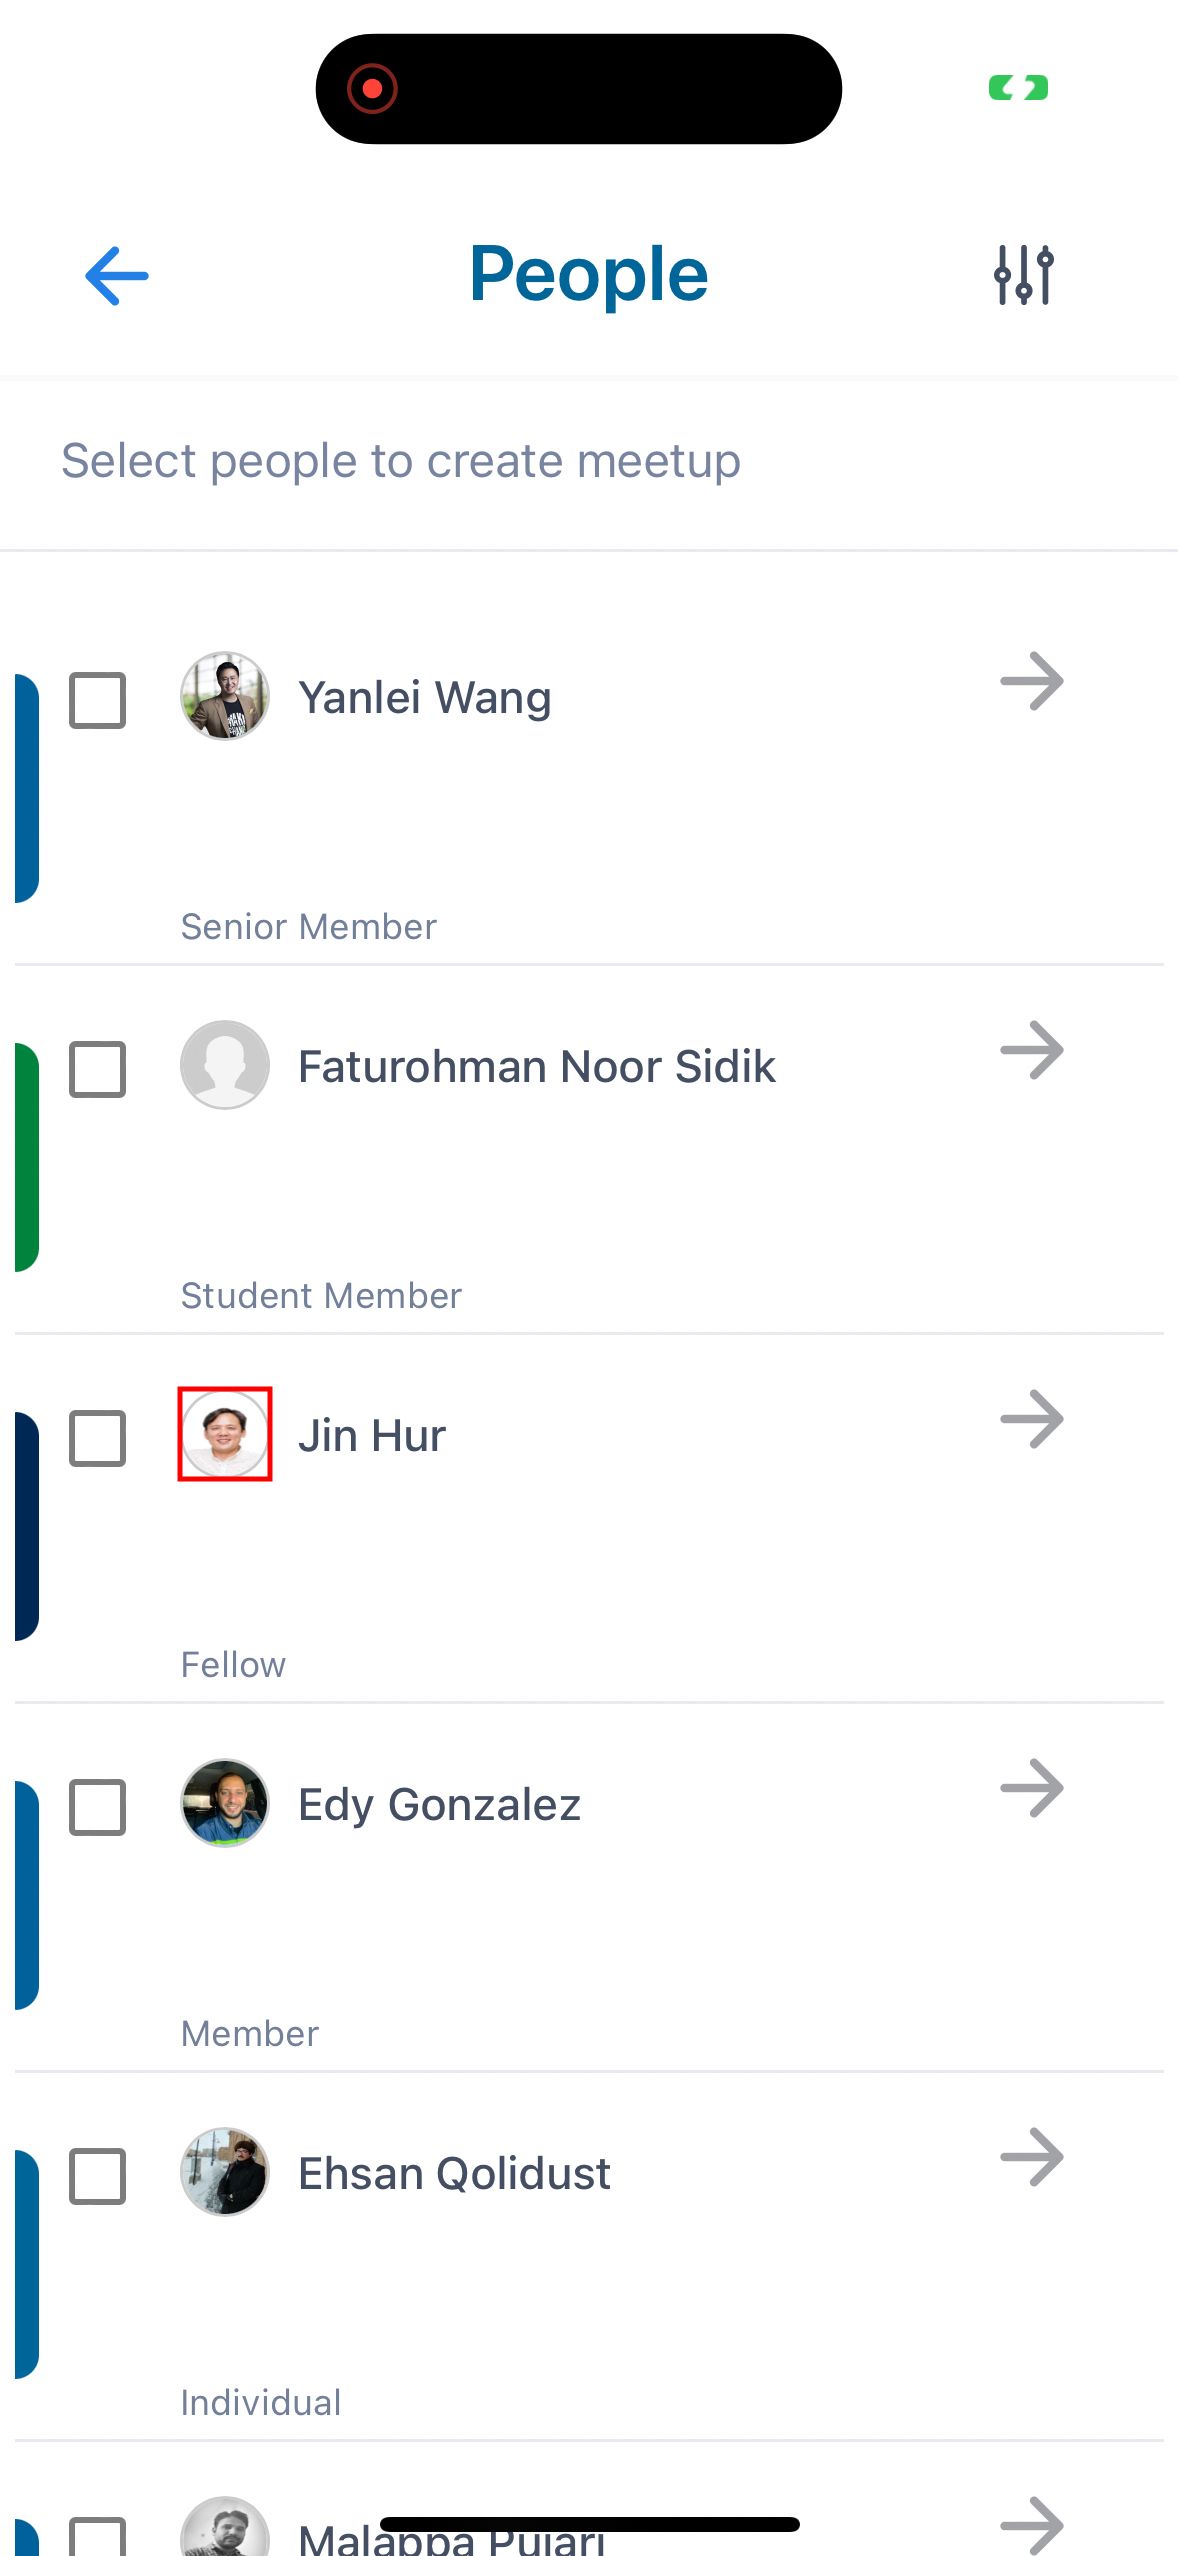 People
Select people to create meetup
Yanlei Wang
Senior Member
Faturohman Noor Sidik
Student Member
Jin Hur
Fellow
Edy Gonzalez
Member
Ehsan Qolidust
Individual
Malappa Pujari